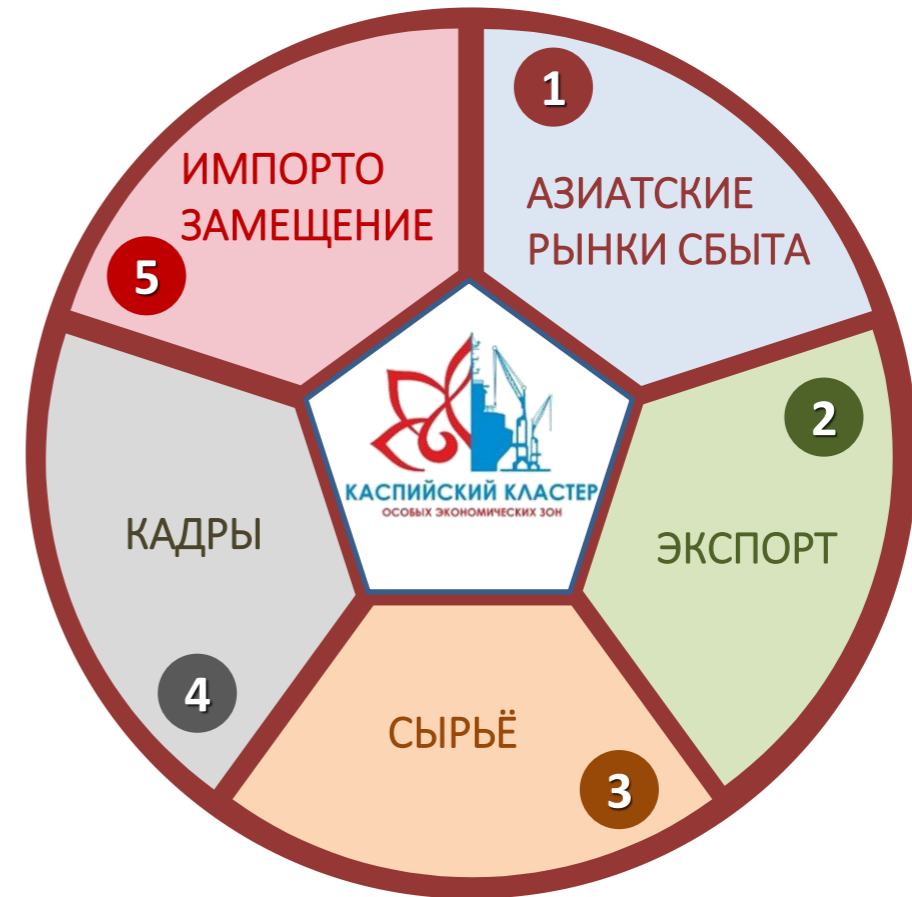 1
АЗИАТСКИЕ
РЫНКИ СБЫТА
2
ЭКСПОРТ
3
СЫРЬЁ
4
КАДРЫ
5
ИМПОРТО
ЗАМЕЩЕНИЕ
КАСПИЙСКИЙ КЛАСТЕР
ОСОБЫХ ЭКОНОМИЧЕСКИХ ЗОН